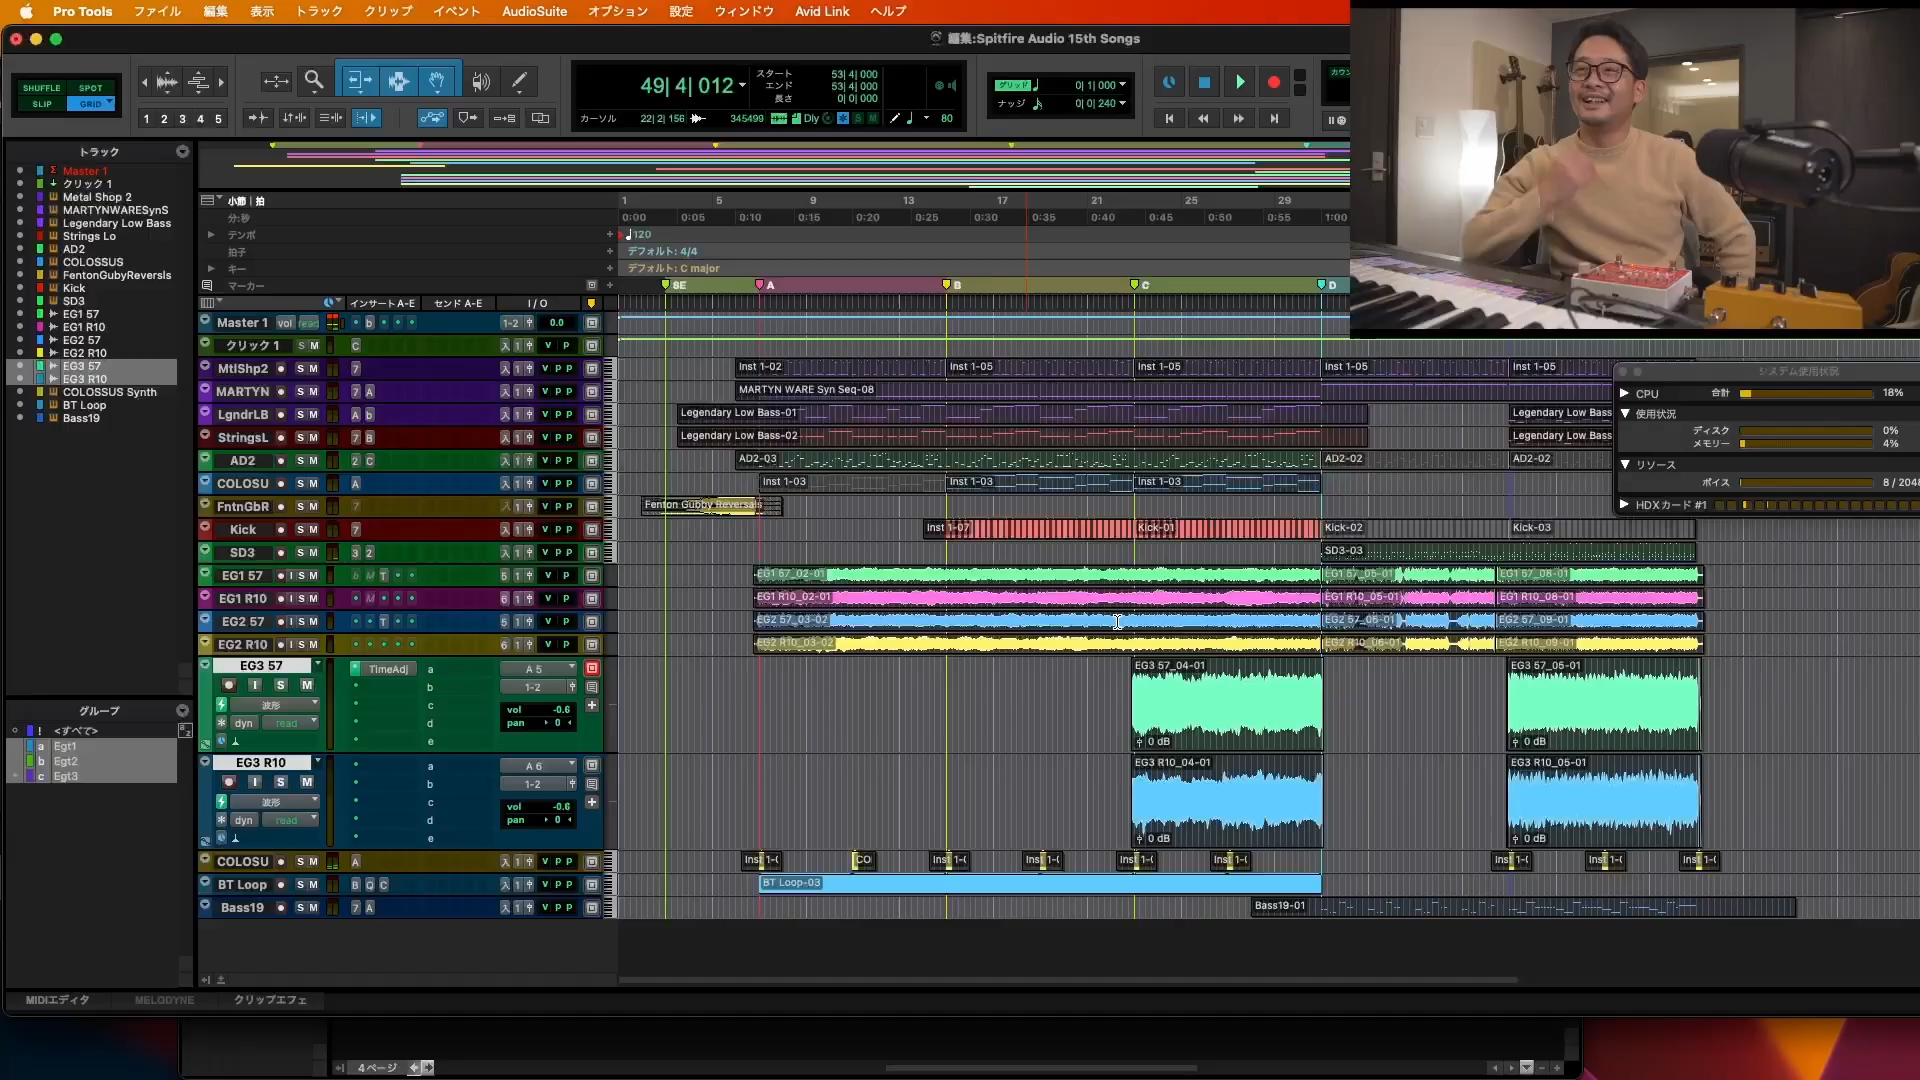 Pro Tools ファイル 編集 表示 トラック クリップ イベント AudioSuite オプション 設定 ウィンドウ Avid Link ヘルプ
編集:Spitfire Audio 15th Songs
SHUFFLE SPOT
SLIP GRID
1 2 3 4 5
49| 4| 012
スタート 53| 4| 000
エンド 53| 4| 000
長さ 0| 0| 000
カーソル 22| 2| 156 345499 Dly S M 80
グリッド 0| 1| 000
ナッジ 0| 0| 240
カウン
トラック
Master 1
クリック 1
Metal Shop 2
MARTYNWARESynS
Legendary Low Bass
Strings Lo
AD2
COLOSSUS
FentonGubyReversls
Kick
SD3
EG1 57
EG1 R10
EG2 57
EG2 R10
EG3 57
EG3 R10
COLOSSUS Synth
BT Loop
Bass19
グループ
! <すべて>
a Egt1
b Egt2
c Egt3
小節|拍 1 5 9 13 17 21 25 29
分:秒 0:00 0:05 0:10 0:15 0:20 0:25 0:30 0:35 0:40 0:45 0:50 0:55 1:00
テンポ 120
拍子 デフォルト: 4/4
キー デフォルト: C major
マーカー SE A B C D
インサート A-E センド A-E I / O
Master 1 vol read b 1-2 0.0
クリック 1 S M C 1 V P P
MtlShp2 S M 7 1 V P P Inst 1-02 Inst 1-05 Inst 1-05 Inst 1-05 Inst 1-05
MARTYN S M 7 A 1 V P P MARTYN WARE Syn Seq-08
LgndrLB S M A b 1 V P P Legendary Low Bass-01 Legendary Low Bass
StringsL S M 7 B 1 V P P Legendary Low Bass-02 Legendary Low Bass
AD2 S M 2 C 1 V P P AD2-03 AD2-02 AD2-02
COLOSU S M A 1 V P P Inst 1-03 Inst 1-03 Inst 1-03
FntnGbR S M 7 1 V P P Fenton Gubby Reversals
Kick S M 7 1 V P P Inst 1-07 Kick-01 Kick-02 Kick-03
SD3 S M 3 2 1 V P P SD3-03
EG1 57 I S M b M T 5 V P EG1 57_02-01 EG1 57_05-01 EG1 57_08-01
EG1 R10 I S M M 6 V P EG1 R10_02-01 EG1 R10_05-01 EG1 R10_08-01
EG2 57 I S M T 5 V P EG2 57_03-02 EG2 57_06-01 EG2 57_09-01
EG2 R10 I S M 6 V P EG2 R10_03-02 EG2 R10_06-01 EG2 R10_09-01
EG3 57 TimeAdj a A 5 EG3 57_04-01 EG3 57_05-01
I S M b 1-2
波形 c vol -0.6
dyn read d pan 0
e 0 dB 0 dB
EG3 R10 a A 6 EG3 R10_04-01 EG3 R10_05-01
I S M b 1-2
波形 c vol -0.6
dyn read d pan 0
e 0 dB 0 dB
COLOSU S M A 1 V P P Inst 1-( CO Inst 1-( Inst 1-( Inst 1-( Inst 1-( Inst 1-( Inst 1-( Inst 1-(
BT Loop S M B Q C 1 V P P BT Loop-03
Bass19 S M 7 A 1 V P P Bass19-01
システム使用状況
CPU 合計 18%
使用状況
ディスク 0%
メモリー 4%
リソース
ボイス 8 / 2048
HDXカード #1
MIDIエディタ MELODYNE クリップエフェ
4ページ